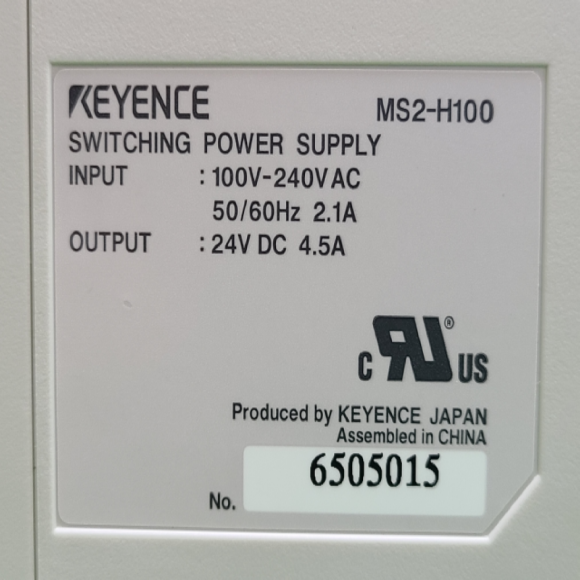 KEYENCE MS2-H100
SWITCHING POWER SUPPLY
INPUT : 100V-240V AC
50/60Hz 2.1A
OUTPUT : 24V DC 4.5A
c RU ® US
Produced by KEYENCE JAPAN
Assembled in CHINA
No. 6505015